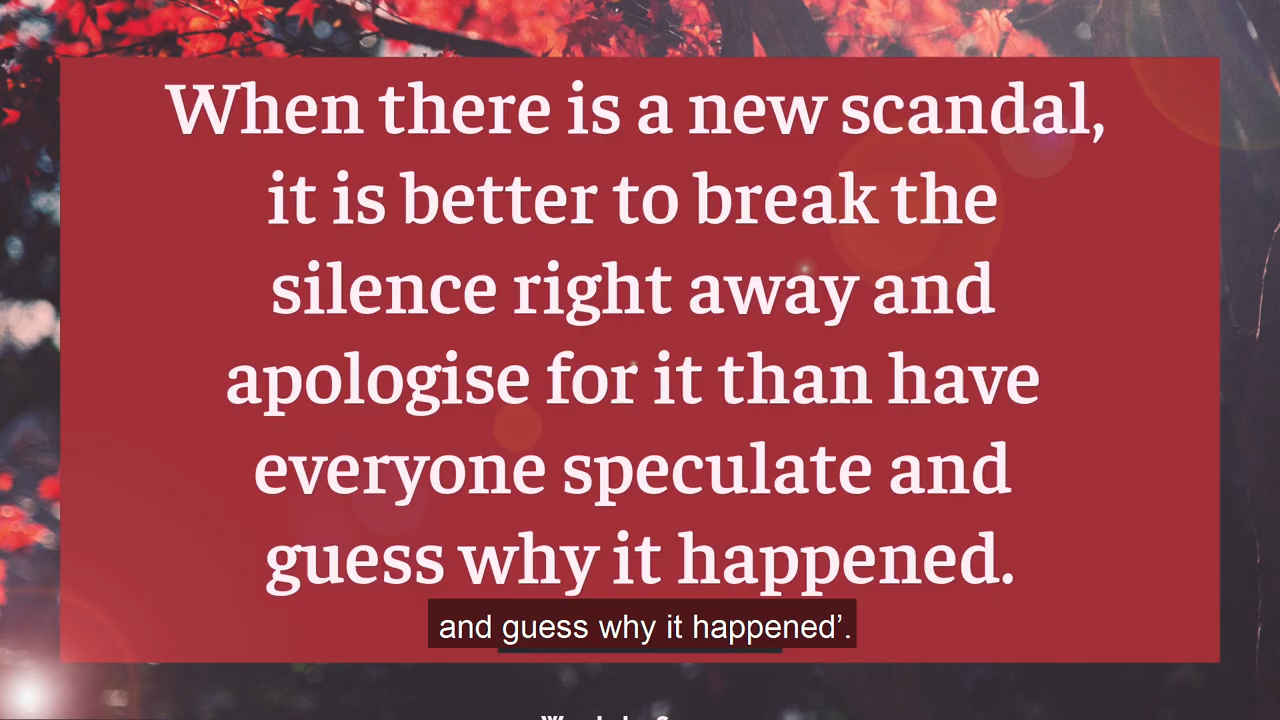 When there is a new scandal,
it is better to break the
silence right away and
apologise for it than have
everyone speculate and
guess why it happened.
and guess why it happened’.